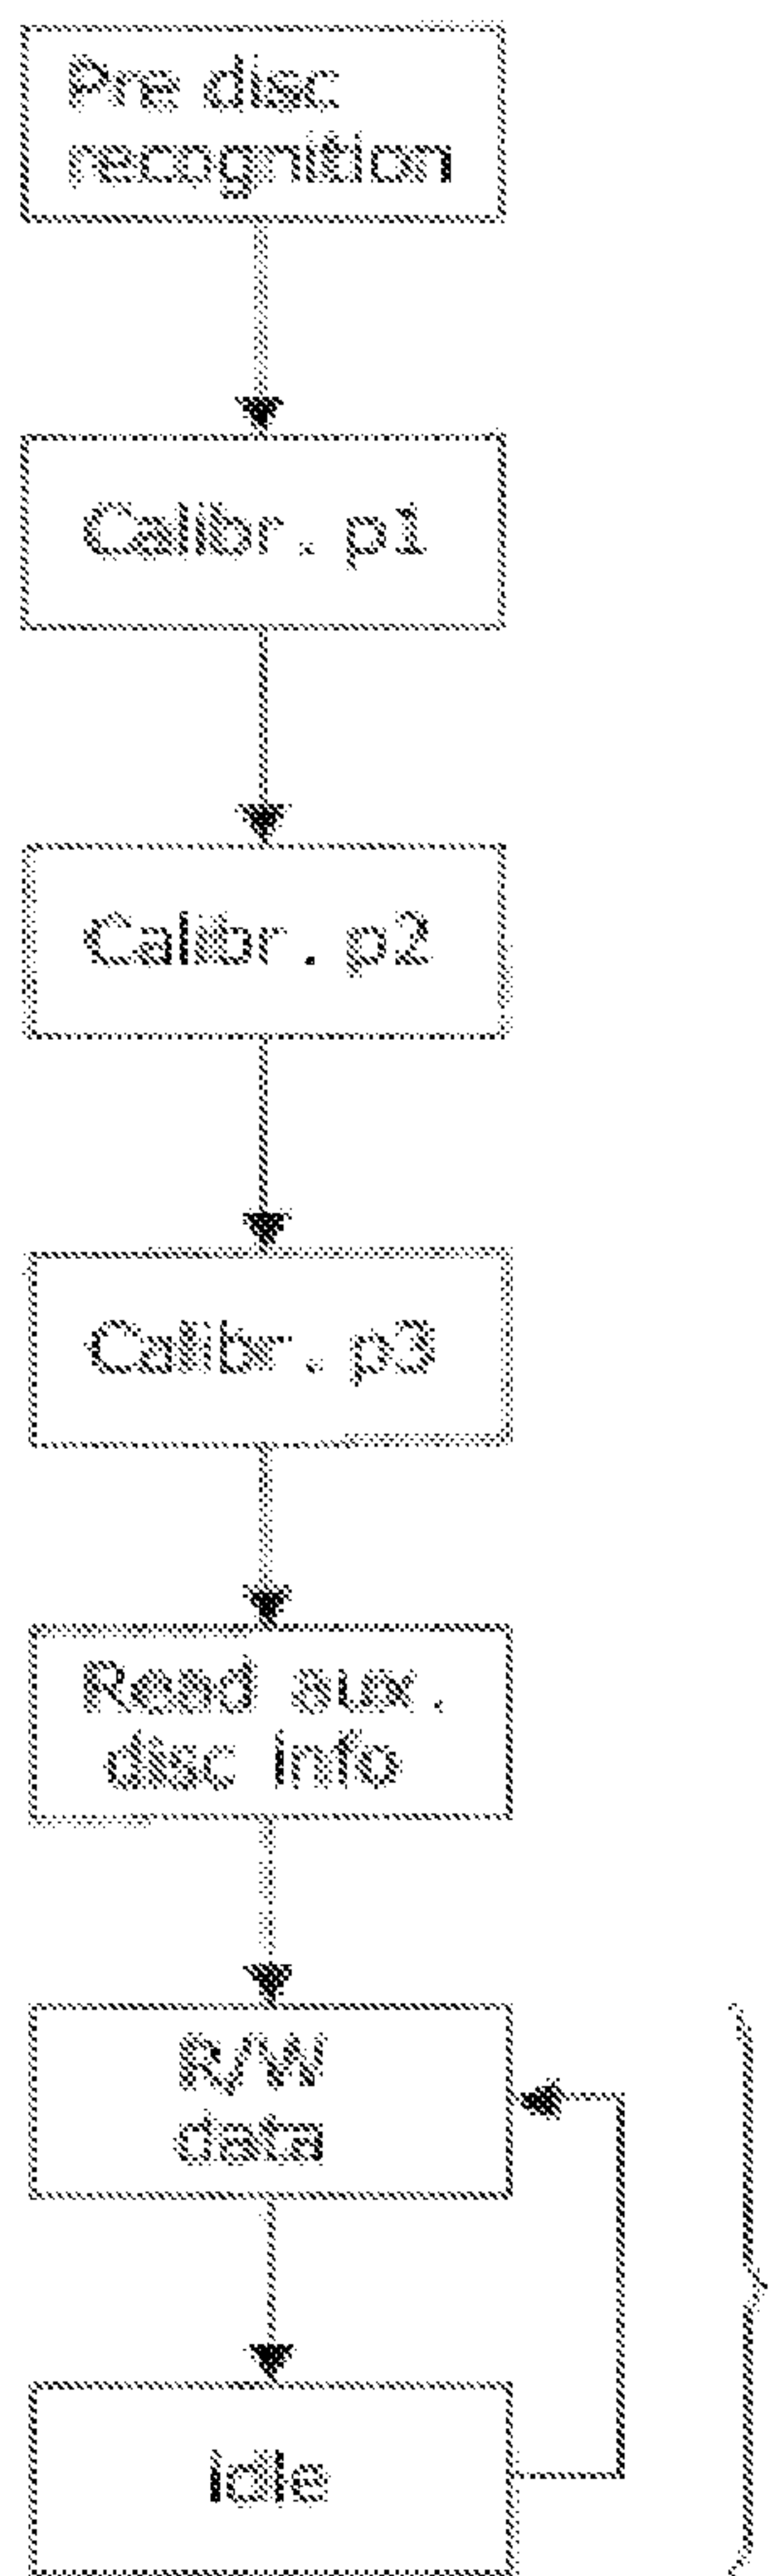 Pre disc
recognition
Calibr. p1
Calibr. p2
Calibr. p3
Read aux.
disc info
R/W
data
Idle